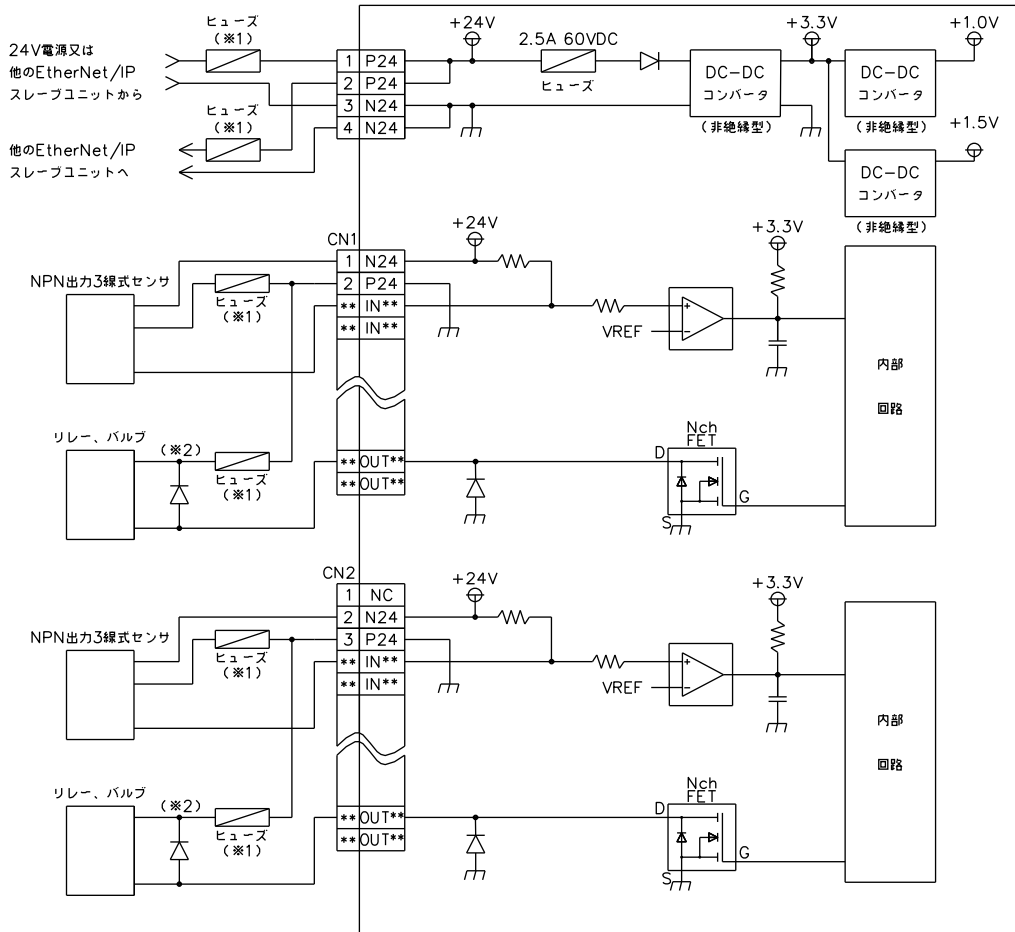 24V電源又は
他のEtherNet/IP
スレーブユニットから
ヒューズ
(※1)
ヒューズ
(※1)
他のEtherNet/IP
スレーブユニットへ
1 P24
2 P24
3 N24
4 N24
+24V
2.5A 60VDC
ヒューズ
DC-DC
コンバータ
(非絶縁型)
+3.3V
DC-DC
コンバータ
(非絶縁型)
+1.0V
DC-DC
コンバータ
(非絶縁型)
+1.5V
CN1
1 N24
2 P24
** IN**
** IN**
** OUT**
** OUT**
NPN出力3線式センサ
ヒューズ
(※1)
リレー、バルブ
(※2)
ヒューズ
(※1)
+24V
VREF
+
-
+3.3V
内部
回路
Nch
FET
D
G
S
CN2
1 NC
2 N24
3 P24
** IN**
** IN**
** OUT**
** OUT**
NPN出力3線式センサ
ヒューズ
(※1)
リレー、バルブ
(※2)
ヒューズ
(※1)
+24V
VREF
+
-
+3.3V
内部
回路
Nch
FET
D
G
S